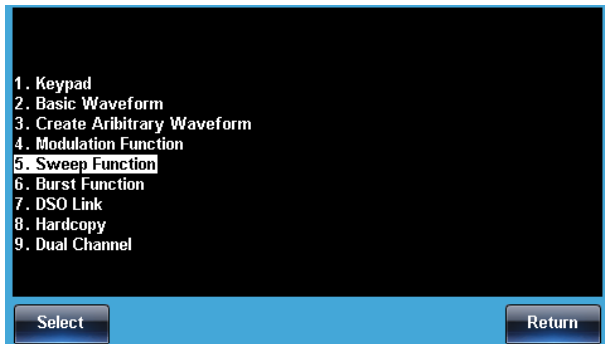 1. Keypad
2. Basic Waveform
3. Create Aribitrary Waveform
4. Modulation Function
5. Sweep Function
6. Burst Function
7. DSO Link
8. Hardcopy
9. Dual Channel
Select
Return